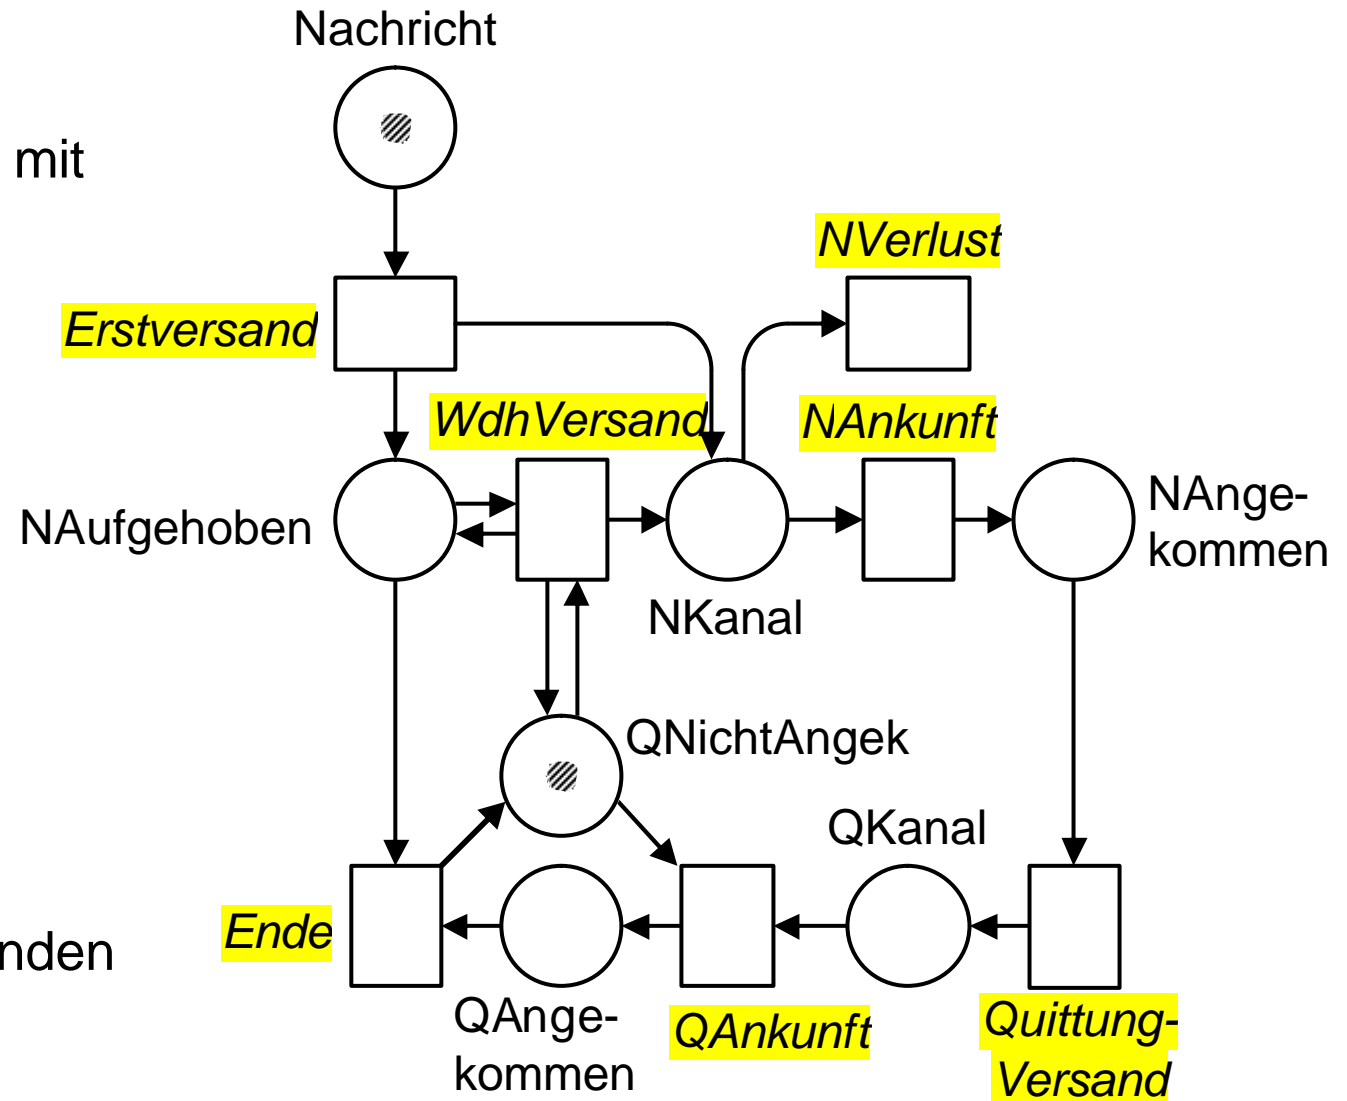 Nachricht
mit
NVerlust
Erstversand
WdhVersand
NAnkunft
NAufgehoben
NAnge-
kommen
NKanal
QNichtAngek
QKanal
Ende
nden
QAnge-
kommen
QAnkunft
Quittung-
Versand